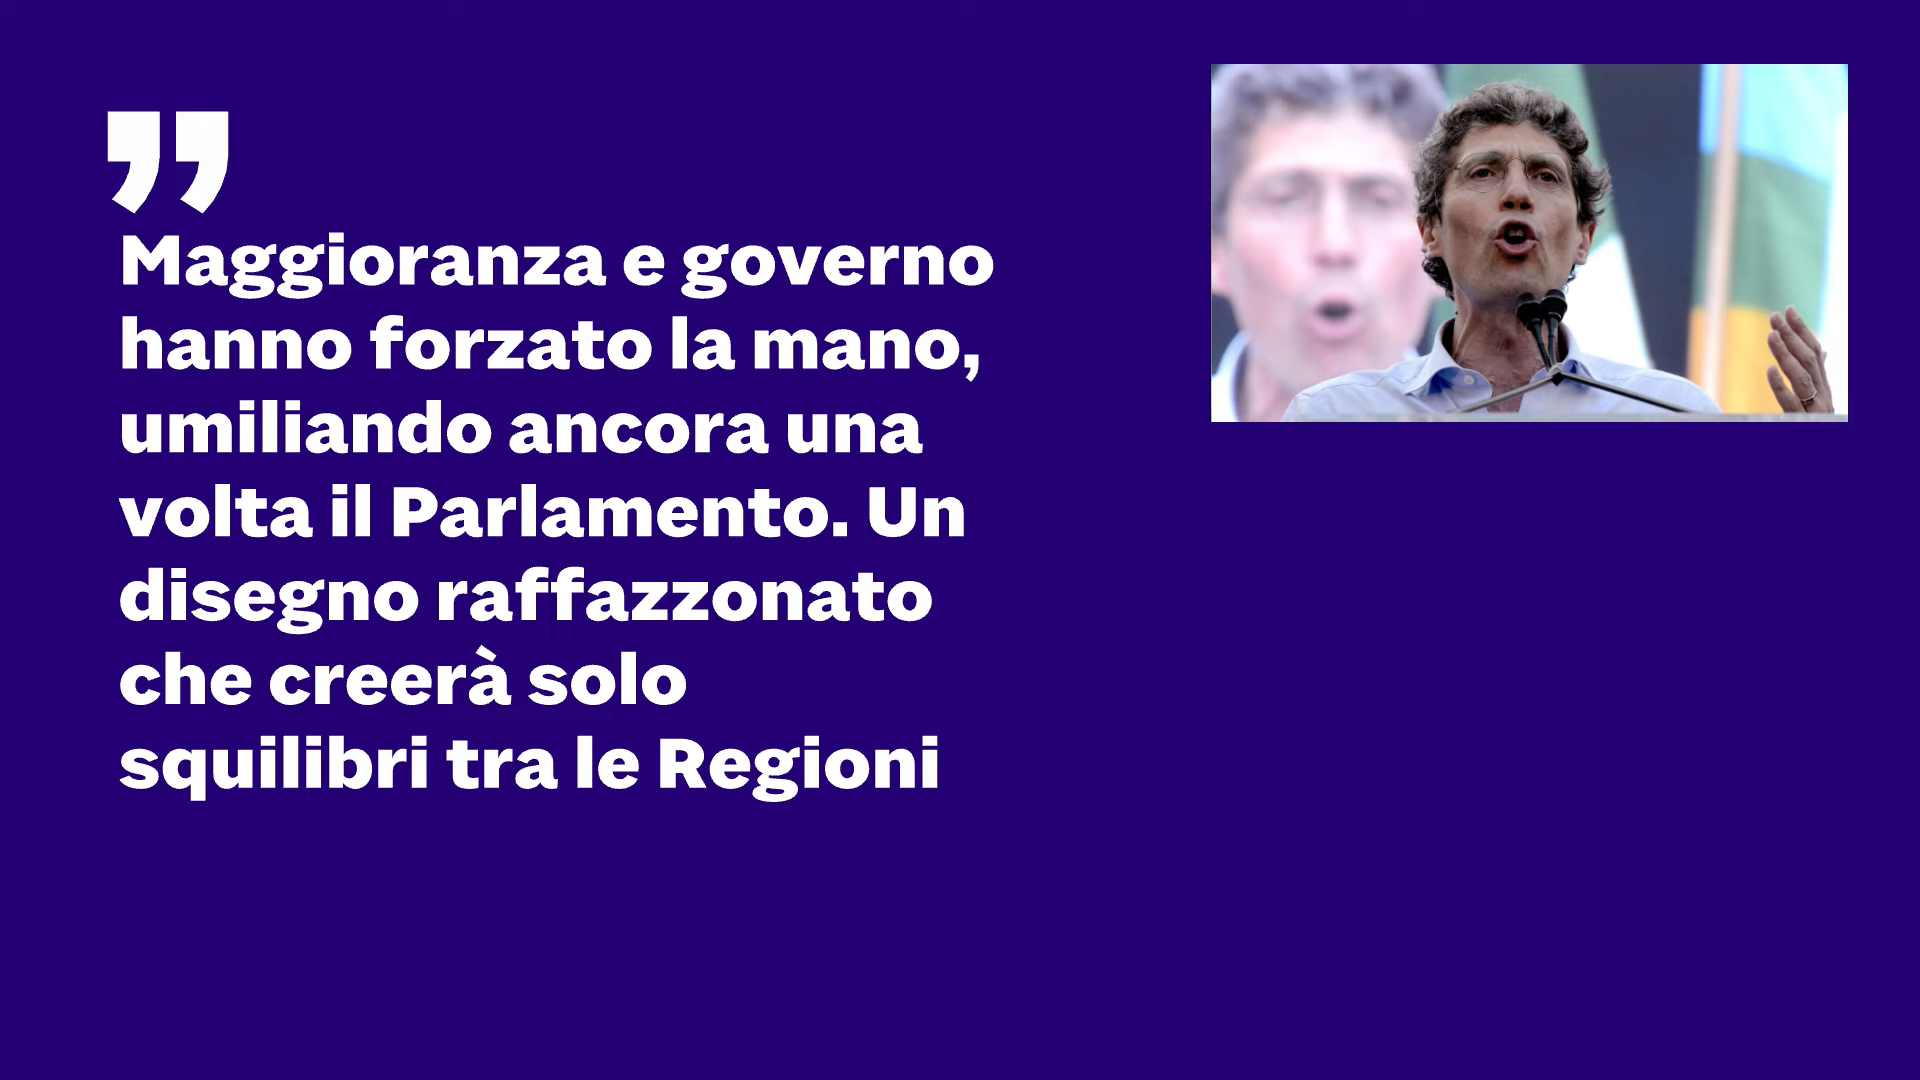 ”
Maggioranza e governo
hanno forzato la mano,
umiliando ancora una
volta il Parlamento. Un
disegno raffazzonato
che creerà solo
squilibri tra le Regioni